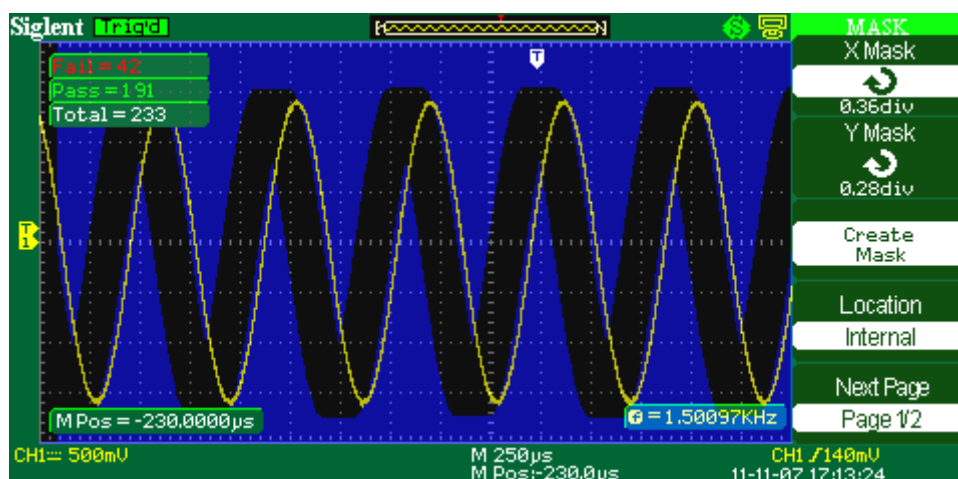 Siglent Trig'd
MASK
X Mask
0.36div
Y Mask
0.28div
Create
Mask
Location
Internal
Next Page
Page 1/2
Fail=42
Pass=191
Total=233
T
T
1
S
M Pos=-230.0000µs
f=1.50097KHz
CH1 500mV
M 250µs
M Pos:-230.0µs
CH1 /140mV
11-11-07 17:13:24